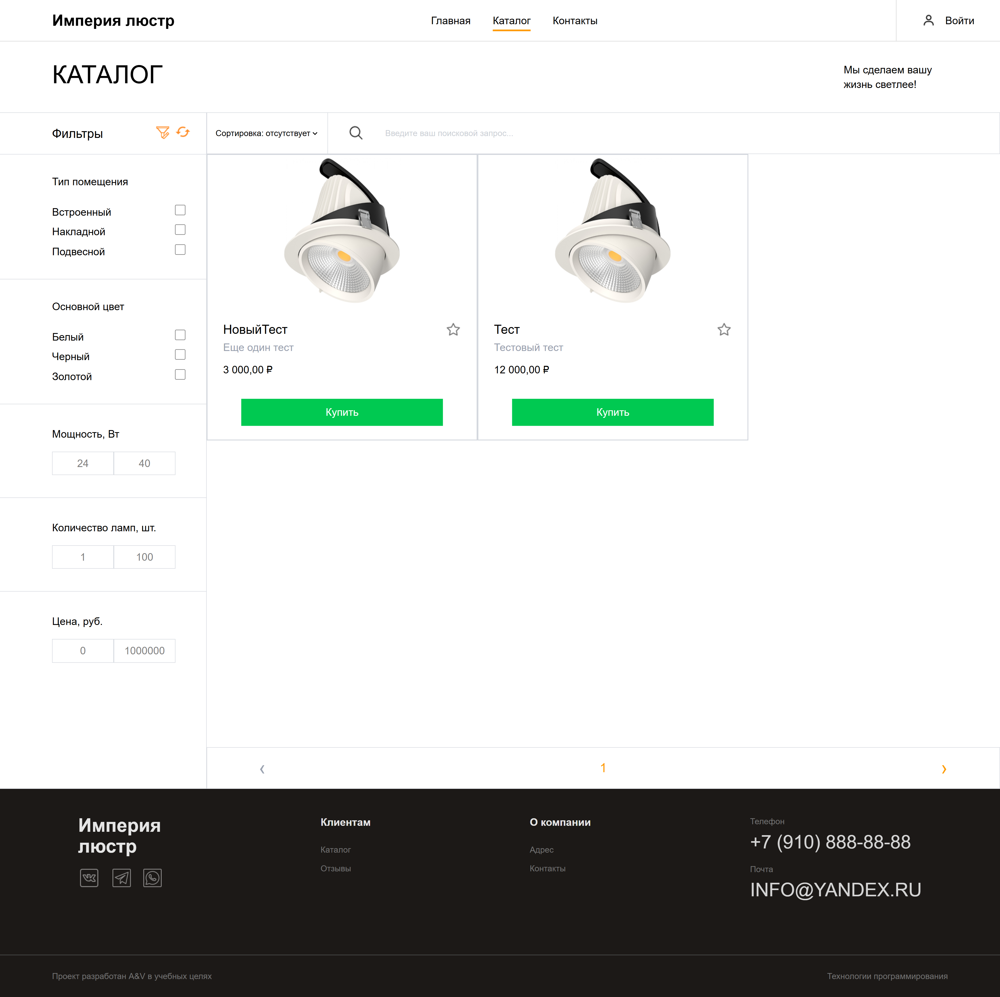 Империя люстр
Главная
Каталог
Контакты
Войти
КАТАЛОГ
Мы сделаем вашу
жизнь светлее!
Фильтры
Сортировка: отсутствует
Введите ваш поисковой запрос...
Тип помещения
Встроенный
Накладной
Подвесной
Основной цвет
Белый
Черный
Золотой
Мощность, Вт
24
40
Количество ламп, шт.
1
100
Цена, руб.
0
1000000
НовыйТест
Еще один тест
3 000,00 ₽
Купить
Тест
Тестовый тест
12 000,00 ₽
Купить
‹
1
›
Империя
люстр
Клиентам
Каталог
Отзывы
О компании
Адрес
Контакты
Телефон
+7 (910) 888-88-88
Почта
INFO@YANDEX.RU
Проект разработан A&V в учебных целях
Технологии программирования